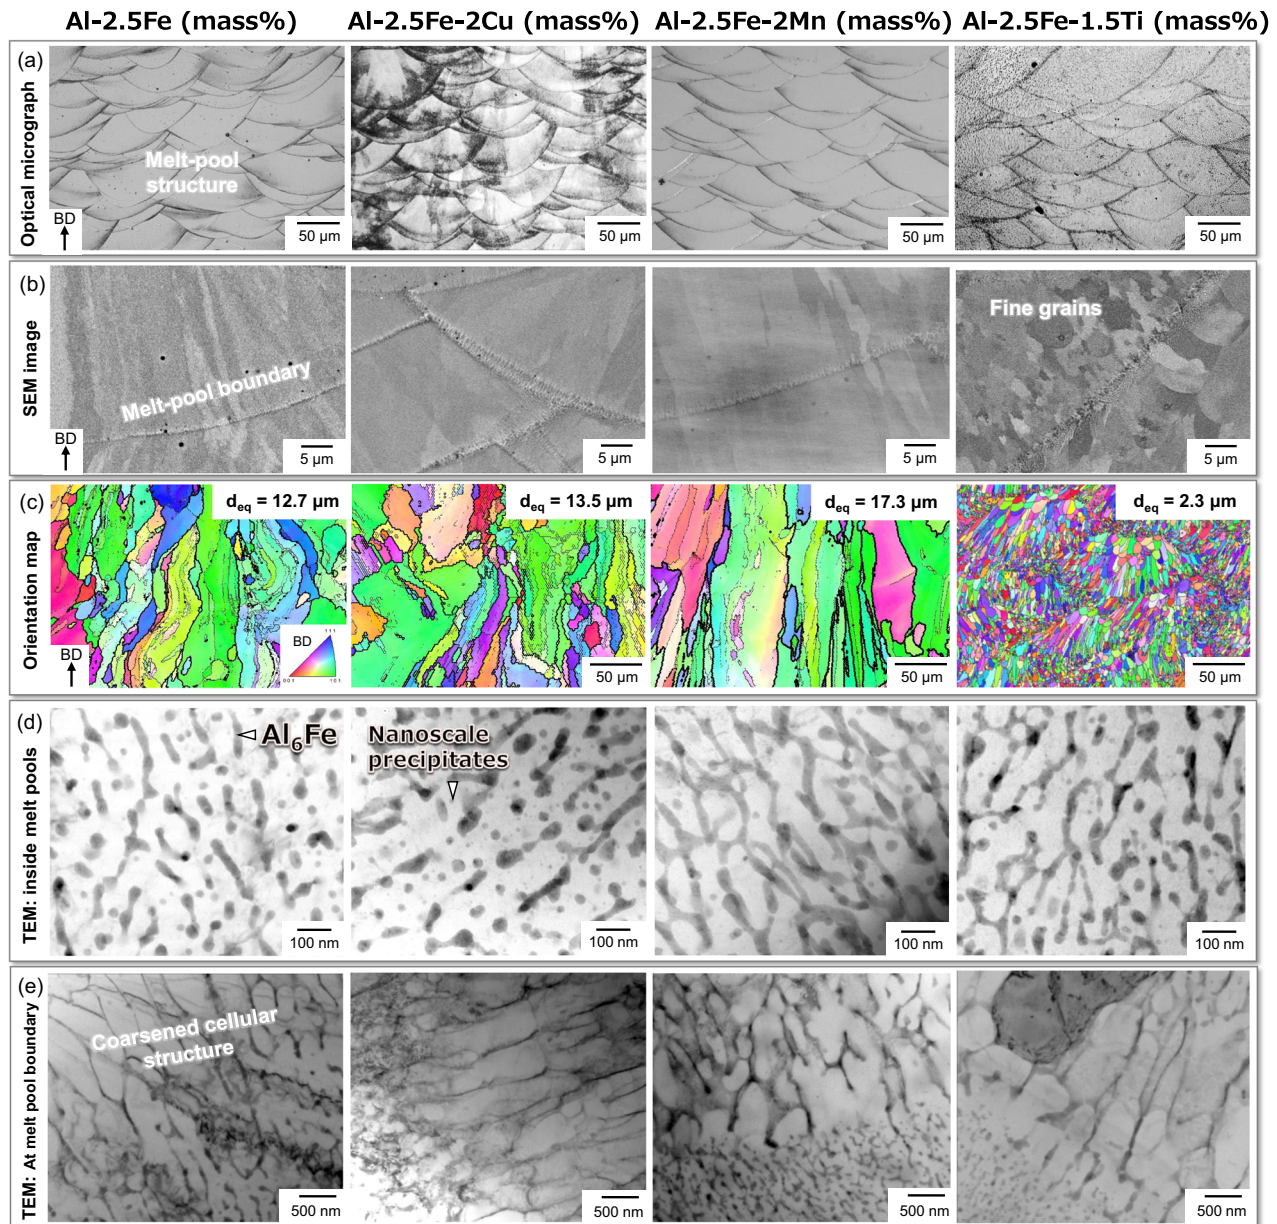 Al-2.5Fe (mass%)
Al-2.5Fe-2Cu (mass%)
Al-2.5Fe-2Mn (mass%)
Al-2.5Fe-1.5Ti (mass%)
(a)
Optical micrograph
Melt-pool
structure
BD
50 μm
50 μm
50 μm
50 μm
(b)
SEM image
Melt-pool boundary
Fine grains
BD
5 μm
5 μm
5 μm
5 μm
(c)
Orientation map
d_eq = 12.7 μm
d_eq = 13.5 μm
d_eq = 17.3 μm
d_eq = 2.3 μm
BD
BD
111
001
101
50 μm
50 μm
50 μm
(d)
TEM: inside melt pools
Al₆Fe
Nanoscale
precipitates
100 nm
100 nm
100 nm
100 nm
(e)
TEM: At melt pool boundary
Coarsened cellular
structure
500 nm
500 nm
500 nm
500 nm